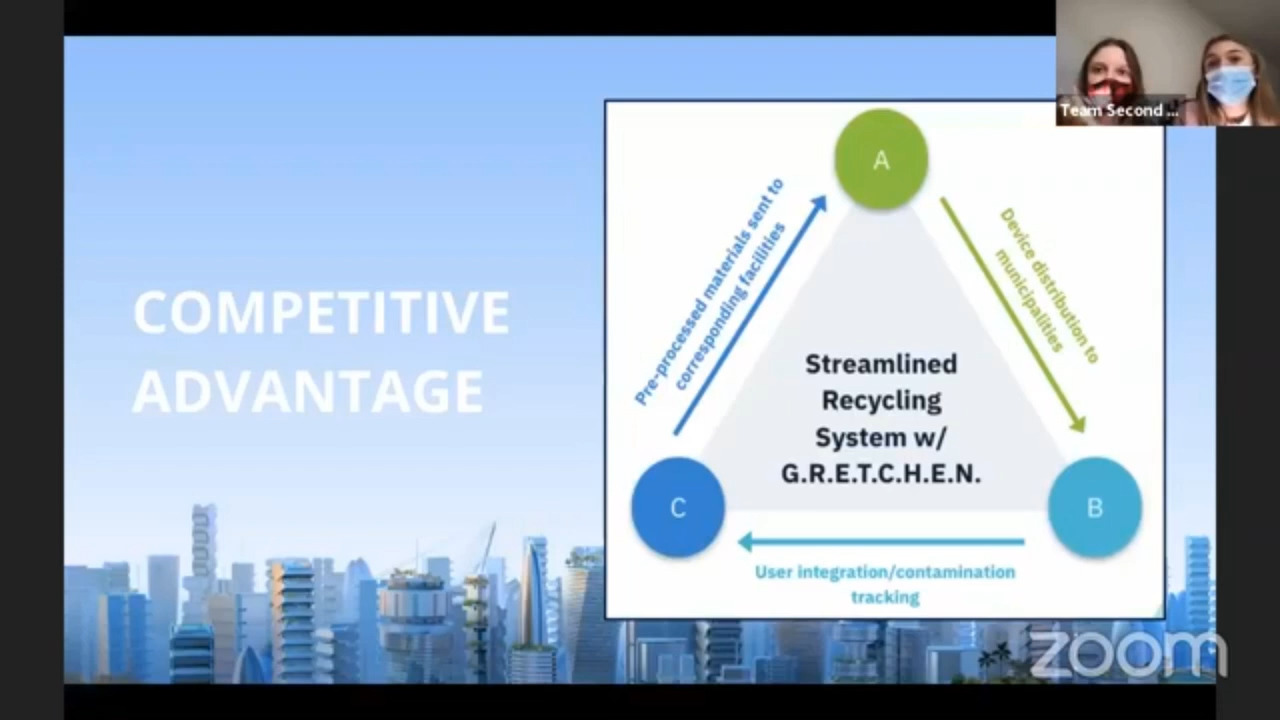 COMPETITIVE
ADVANTAGE
A
Pre-processed materials sent to
corresponding facilities
Device distribution to
municipalities
Streamlined
Recycling
System w/
G.R.E.T.C.H.E.N.
C
B
User integration/contamination
tracking
Team Second ...
zoom